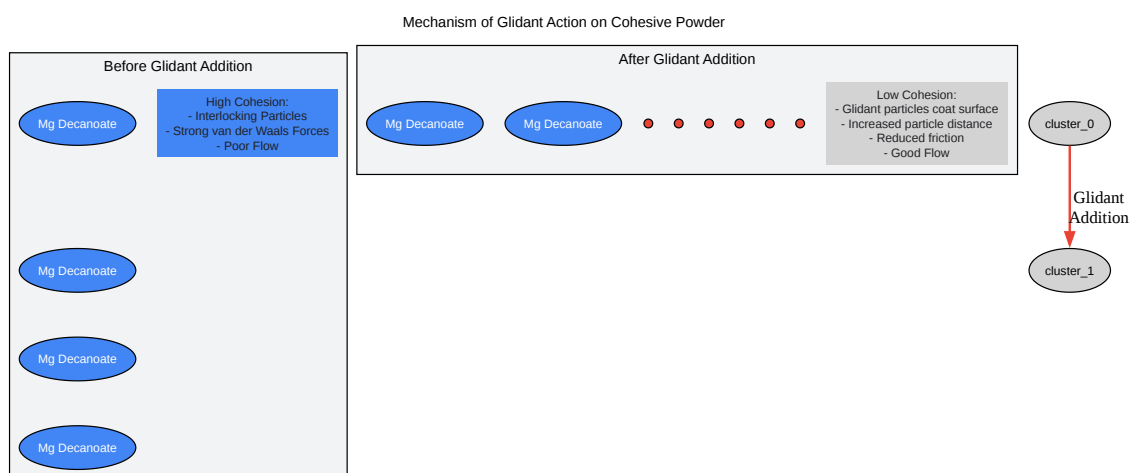 Mechanism of Glidant Action on Cohesive Powder
Before Glidant Addition
Mg Decanoate
High Cohesion:
- Interlocking Particles
- Strong van der Waals Forces
- Poor Flow
Mg Decanoate
Mg Decanoate
Mg Decanoate
After Glidant Addition
Mg Decanoate
Mg Decanoate
Low Cohesion:
- Glidant particles coat surface
- Increased particle distance
- Reduced friction
- Good Flow
cluster_0
Glidant
Addition
cluster_1